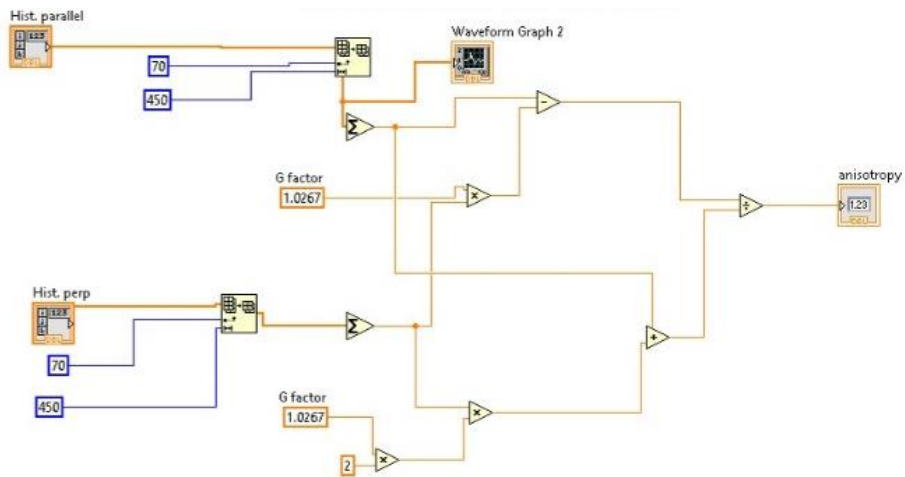 Hist. parallel
Waveform Graph 2
70
450
Σ
−
G factor
1.0267
×
anisotropy
÷
1.23
Hist. perp
Σ
70
+
450
G factor
1.0267
×
2
×